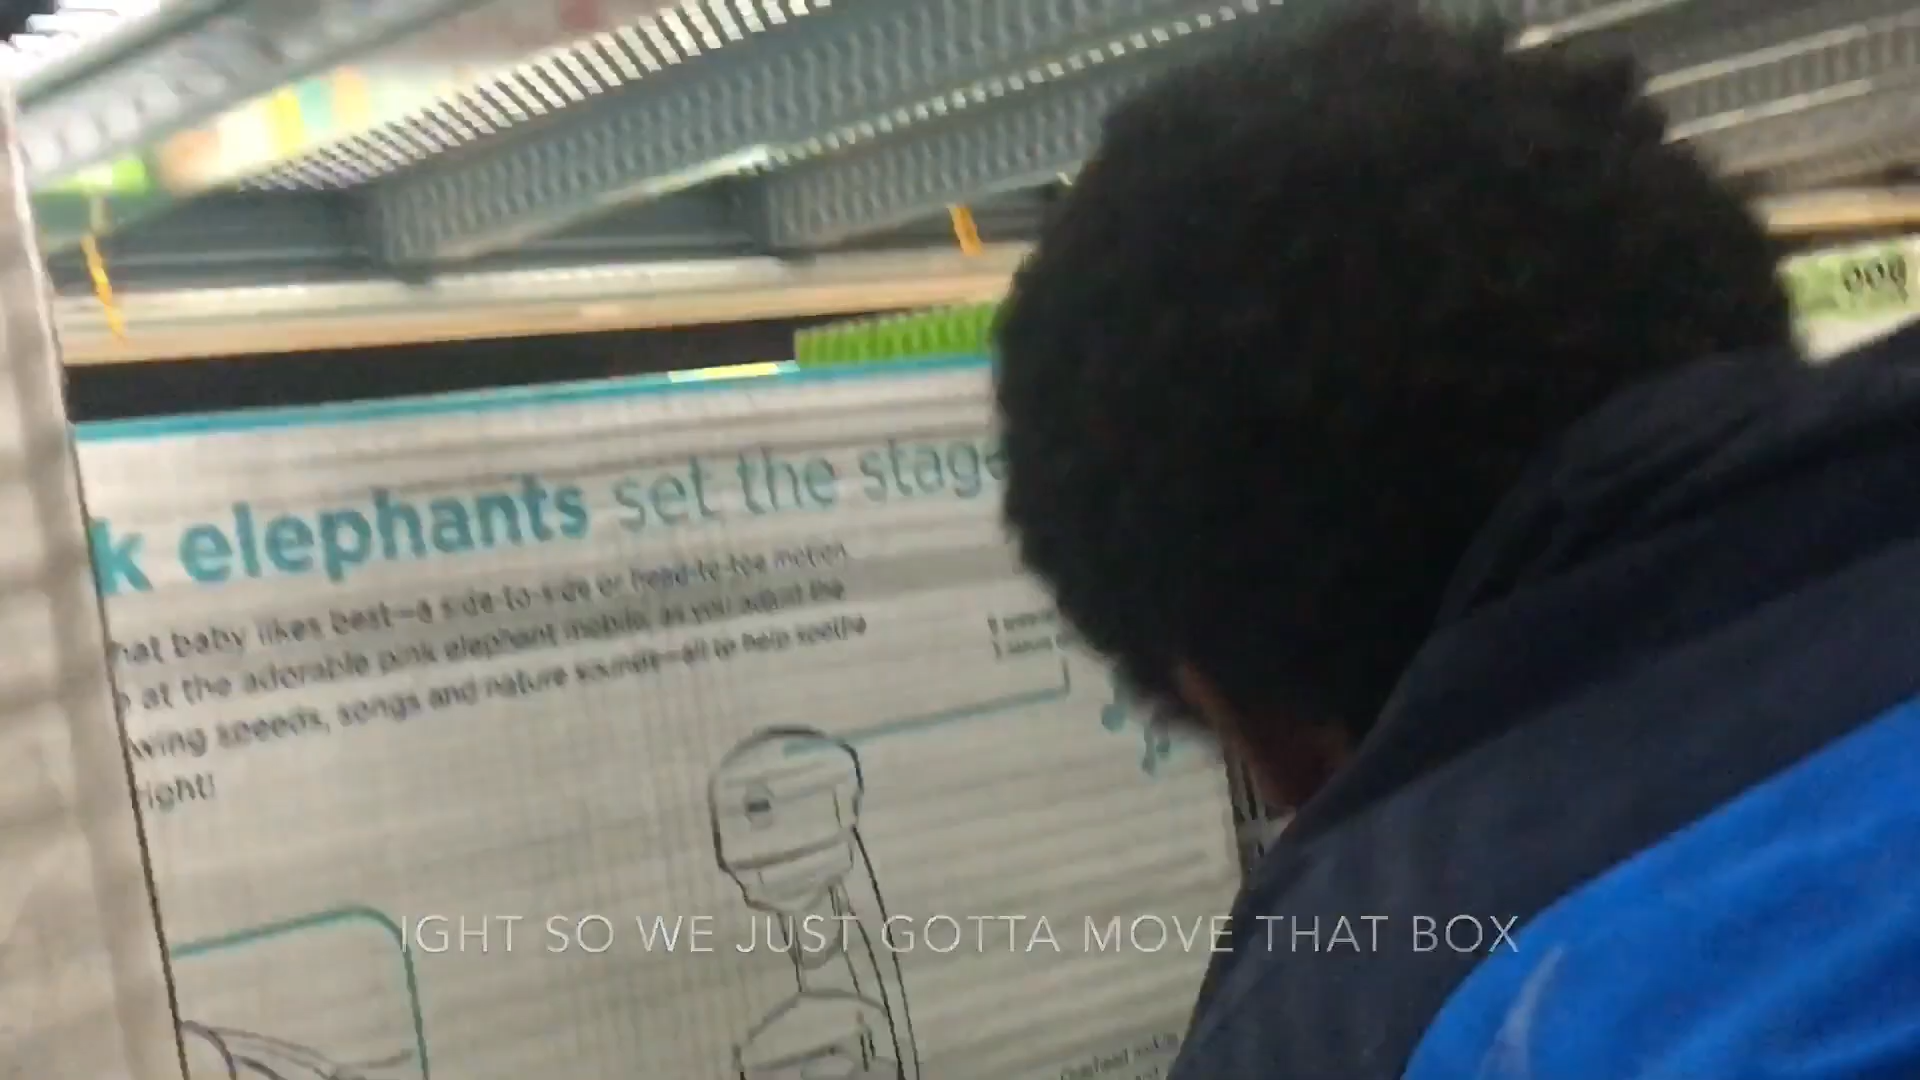 k elephants set the stage
hat baby likes best—a side-to-side or head-to-toe motion
at the adorable pink elephant mobile, as you adjust the
wing speeds, songs and nature sounds—all to help soothe
right!
IGHT SO WE JUST GOTTA MOVE THAT BOX